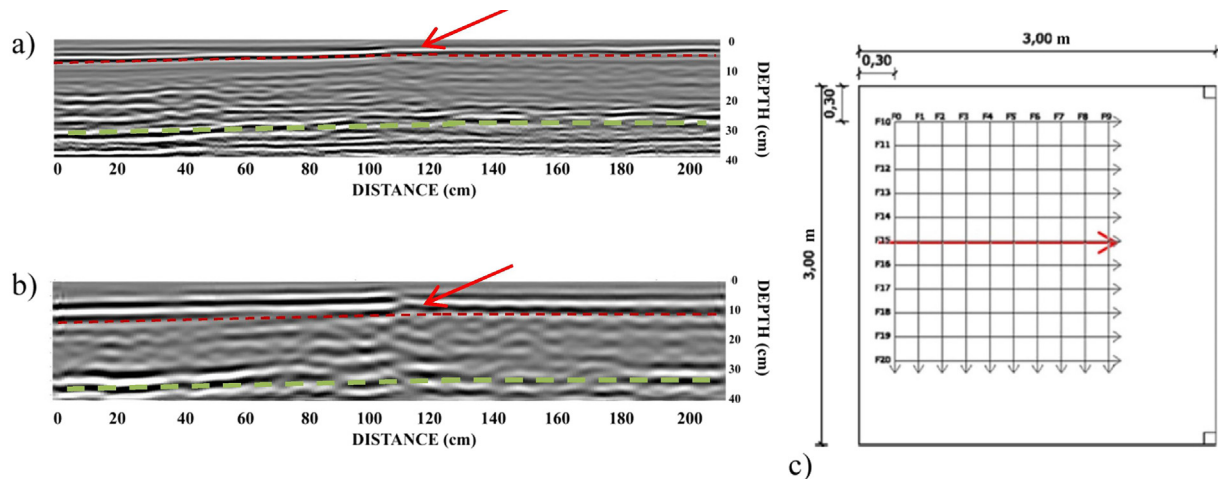 a)
0
10
20
30
40
DEPTH (cm)
0 20 40 60 80 100 120 140 160 180 200
DISTANCE (cm)
b)
0
10
20
30
40
DEPTH (cm)
0 20 40 60 80 100 120 140 160 180 200
DISTANCE (cm)
3,00 m
0,30
0,30
3,00 m
F0 F1 F2 F3 F4 F5 F6 F7 F8 F9
F10
F11
F12
F13
F14
F15
F16
F17
F18
F19
F20
c)